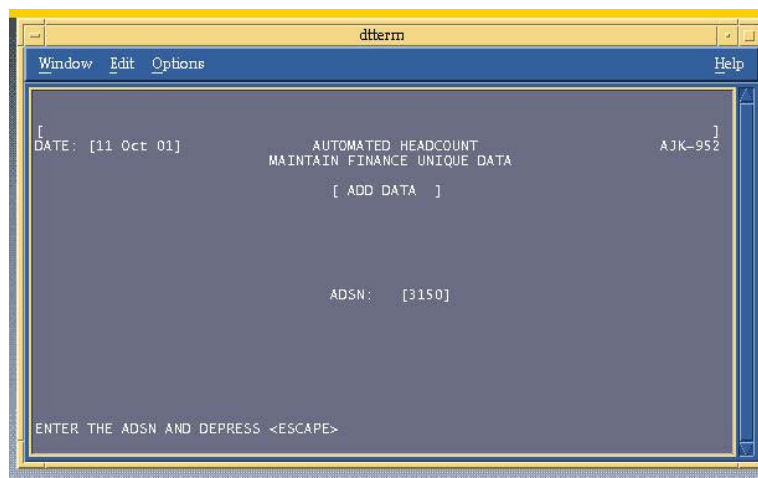 dtterm
Window Edit Options Help
[ ]
DATE: [11 Oct 01] AUTOMATED HEADCOUNT AJK-952
MAINTAIN FINANCE UNIQUE DATA
[ ADD DATA ]
ADSN: [3150]
ENTER THE ADSN AND DEPRESS <ESCAPE>